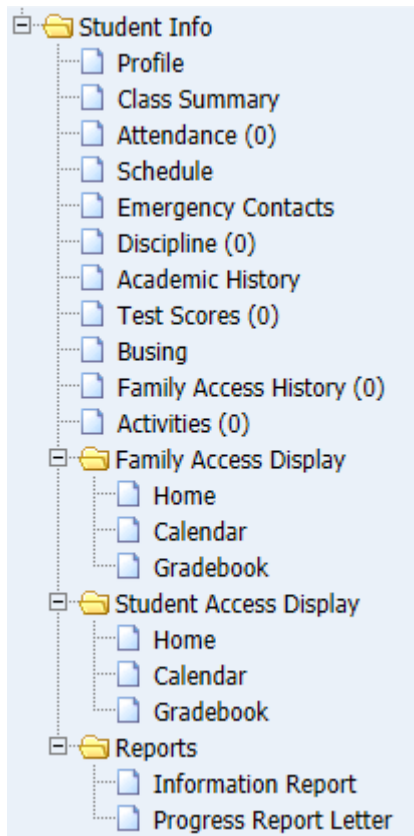 Student Info
Profile
Class Summary
Attendance (0)
Schedule
Emergency Contacts
Discipline (0)
Academic History
Test Scores (0)
Busing
Family Access History (0)
Activities (0)
Family Access Display
Home
Calendar
Gradebook
Student Access Display
Home
Calendar
Gradebook
Reports
Information Report
Progress Report Letter